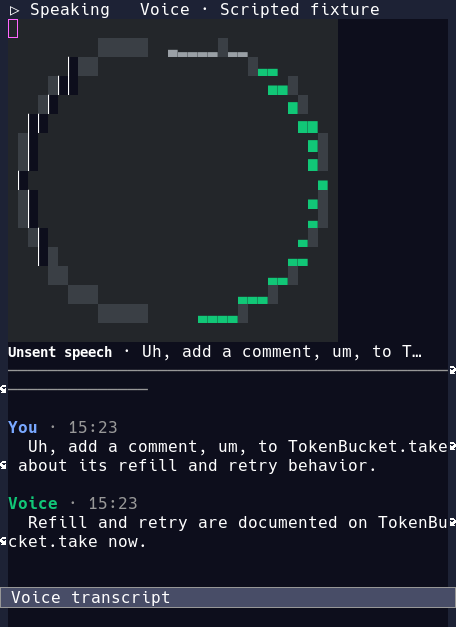 ▷ Speaking   Voice · Scripted fixture
Unsent speech · Uh, add a comment, um, to T…
You · 15:23
Uh, add a comment, um, to TokenBucket.take
about its refill and retry behavior.
Voice · 15:23
Refill and retry are documented on TokenBu
cket.take now.
Voice transcript